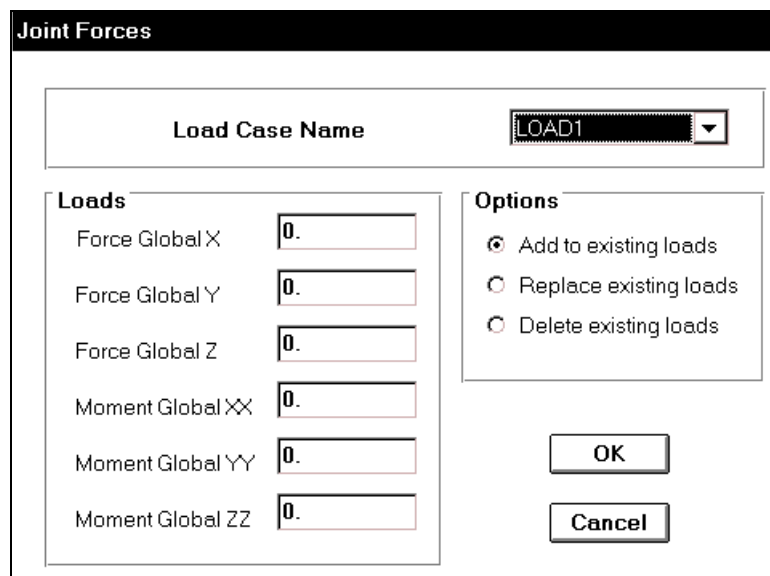 Joint Forces
Load Case Name
LOAD1
Loads
Force Global X
0.
Force Global Y
0.
Force Global Z
0.
Moment Global XX
0.
Moment Global YY
0.
Moment Global ZZ
0.
Options
Add to existing loads
Replace existing loads
Delete existing loads
OK
Cancel